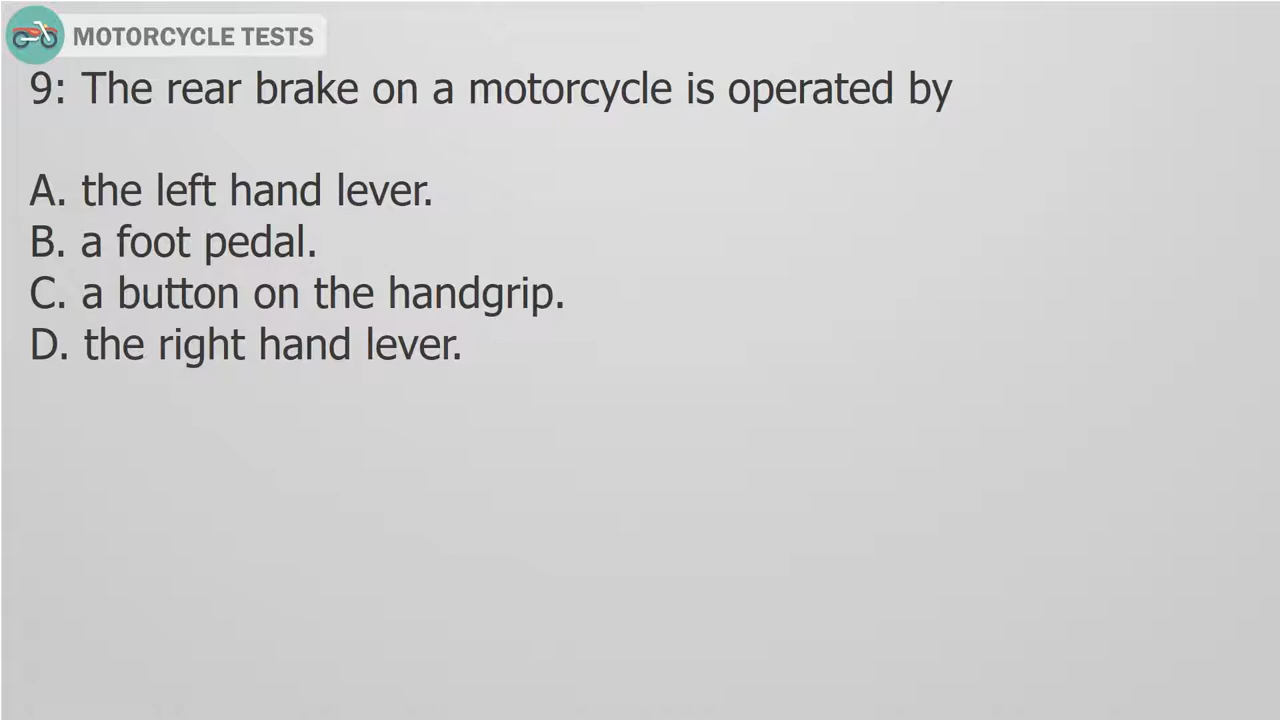 MOTORCYCLE TESTS
9: The rear brake on a motorcycle is operated by
A. the left hand lever.
B. a foot pedal.
C. a button on the handgrip.
D. the right hand lever.